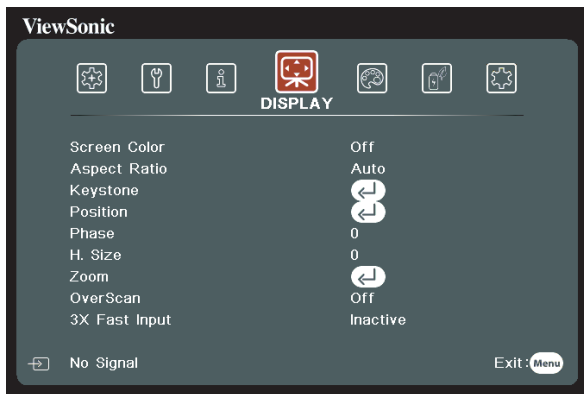 ViewSonic
DISPLAY
Screen Color Off
Aspect Ratio Auto
Keystone
Position
Phase 0
H. Size 0
Zoom
OverScan Off
3X Fast Input Inactive
No Signal Exit : Menu